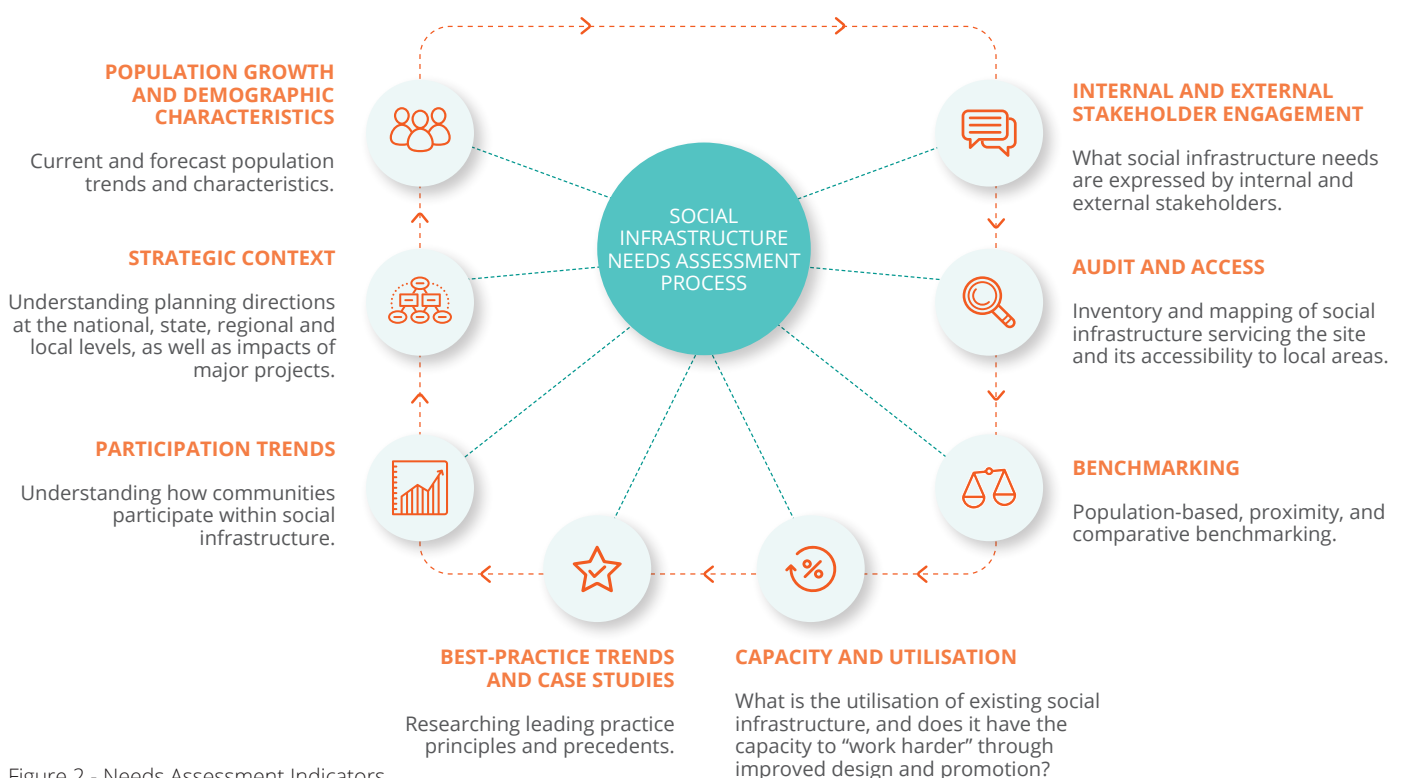 POPULATION GROWTH
AND DEMOGRAPHIC
CHARACTERISTICS
Current and forecast population
trends and characteristics.
STRATEGIC CONTEXT
Understanding planning directions
at the national, state, regional and
local levels, as well as impacts of
major projects.
PARTICIPATION TRENDS
Understanding how communities
participate within social
infrastructure.
SOCIAL
INFRASTRUCTURE
NEEDS ASSESSMENT
PROCESS
INTERNAL AND EXTERNAL
STAKEHOLDER ENGAGEMENT
What social infrastructure needs
are expressed by internal and
external stakeholders.
AUDIT AND ACCESS
Inventory and mapping of social
infrastructure servicing the site
and its accessibility to local areas.
BENCHMARKING
Population-based, proximity, and
comparative benchmarking.
%
BEST-PRACTICE TRENDS
AND CASE STUDIES
Researching leading practice
principles and precedents.
CAPACITY AND UTILISATION
What is the utilisation of existing social
infrastructure, and does it have the
capacity to “work harder” through
improved design and promotion?
Figure 2 - Needs Assessment Indicators